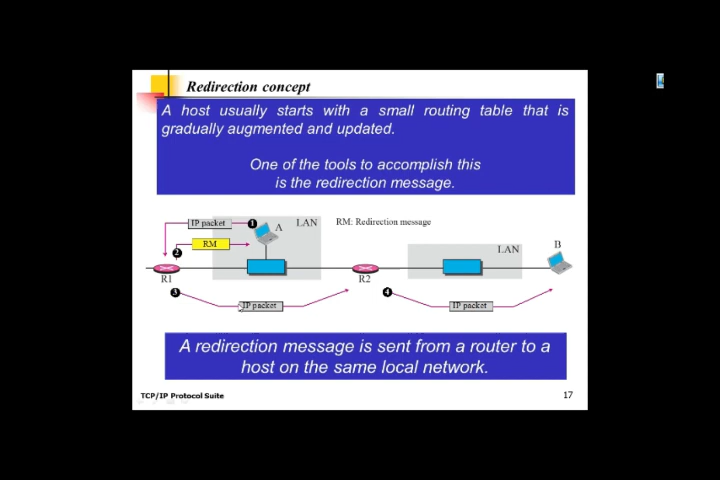 Redirection concept
A host usually starts with a small routing table that is
gradually augmented and updated.
One of the tools to accomplish this
is the redirection message.
IP packet
1
A
LAN
RM: Redirection message
RM
2
LAN
B
R1
R2
3
IP packet
4
IP packet
A redirection message is sent from a router to a
host on the same local network.
TCP/IP Protocol Suite
17